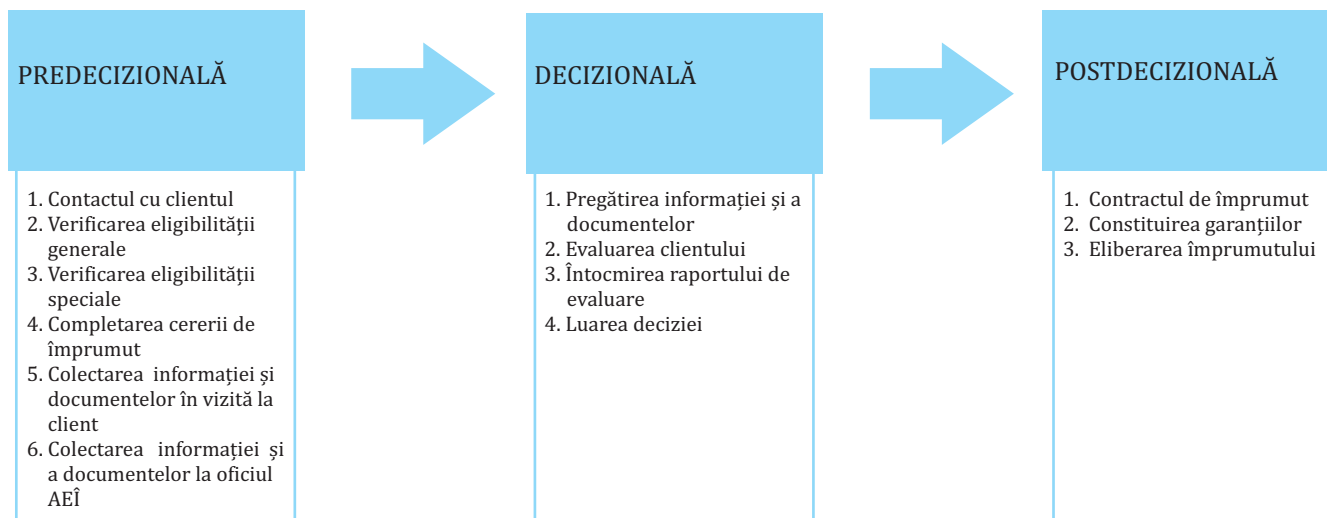 PREDECIZIONALĂ
1. Contactul cu clientul
2. Verificarea eligibilității
generale
3. Verificarea eligibilității
speciale
4. Completarea cererii de
împrumut
5. Colectarea informației și
documentelor în vizită la
client
6. Colectarea informației și
a documentelor la oficiul
AEÎ
DECIZIONALĂ
1. Pregătirea informației și a
documentelor
2. Evaluarea clientului
3. Întocmirea raportului de
evaluare
4. Luarea deciziei
POSTDECIZIONALĂ
1. Contractul de împrumut
2. Constituirea garanțiilor
3. Eliberarea împrumutului